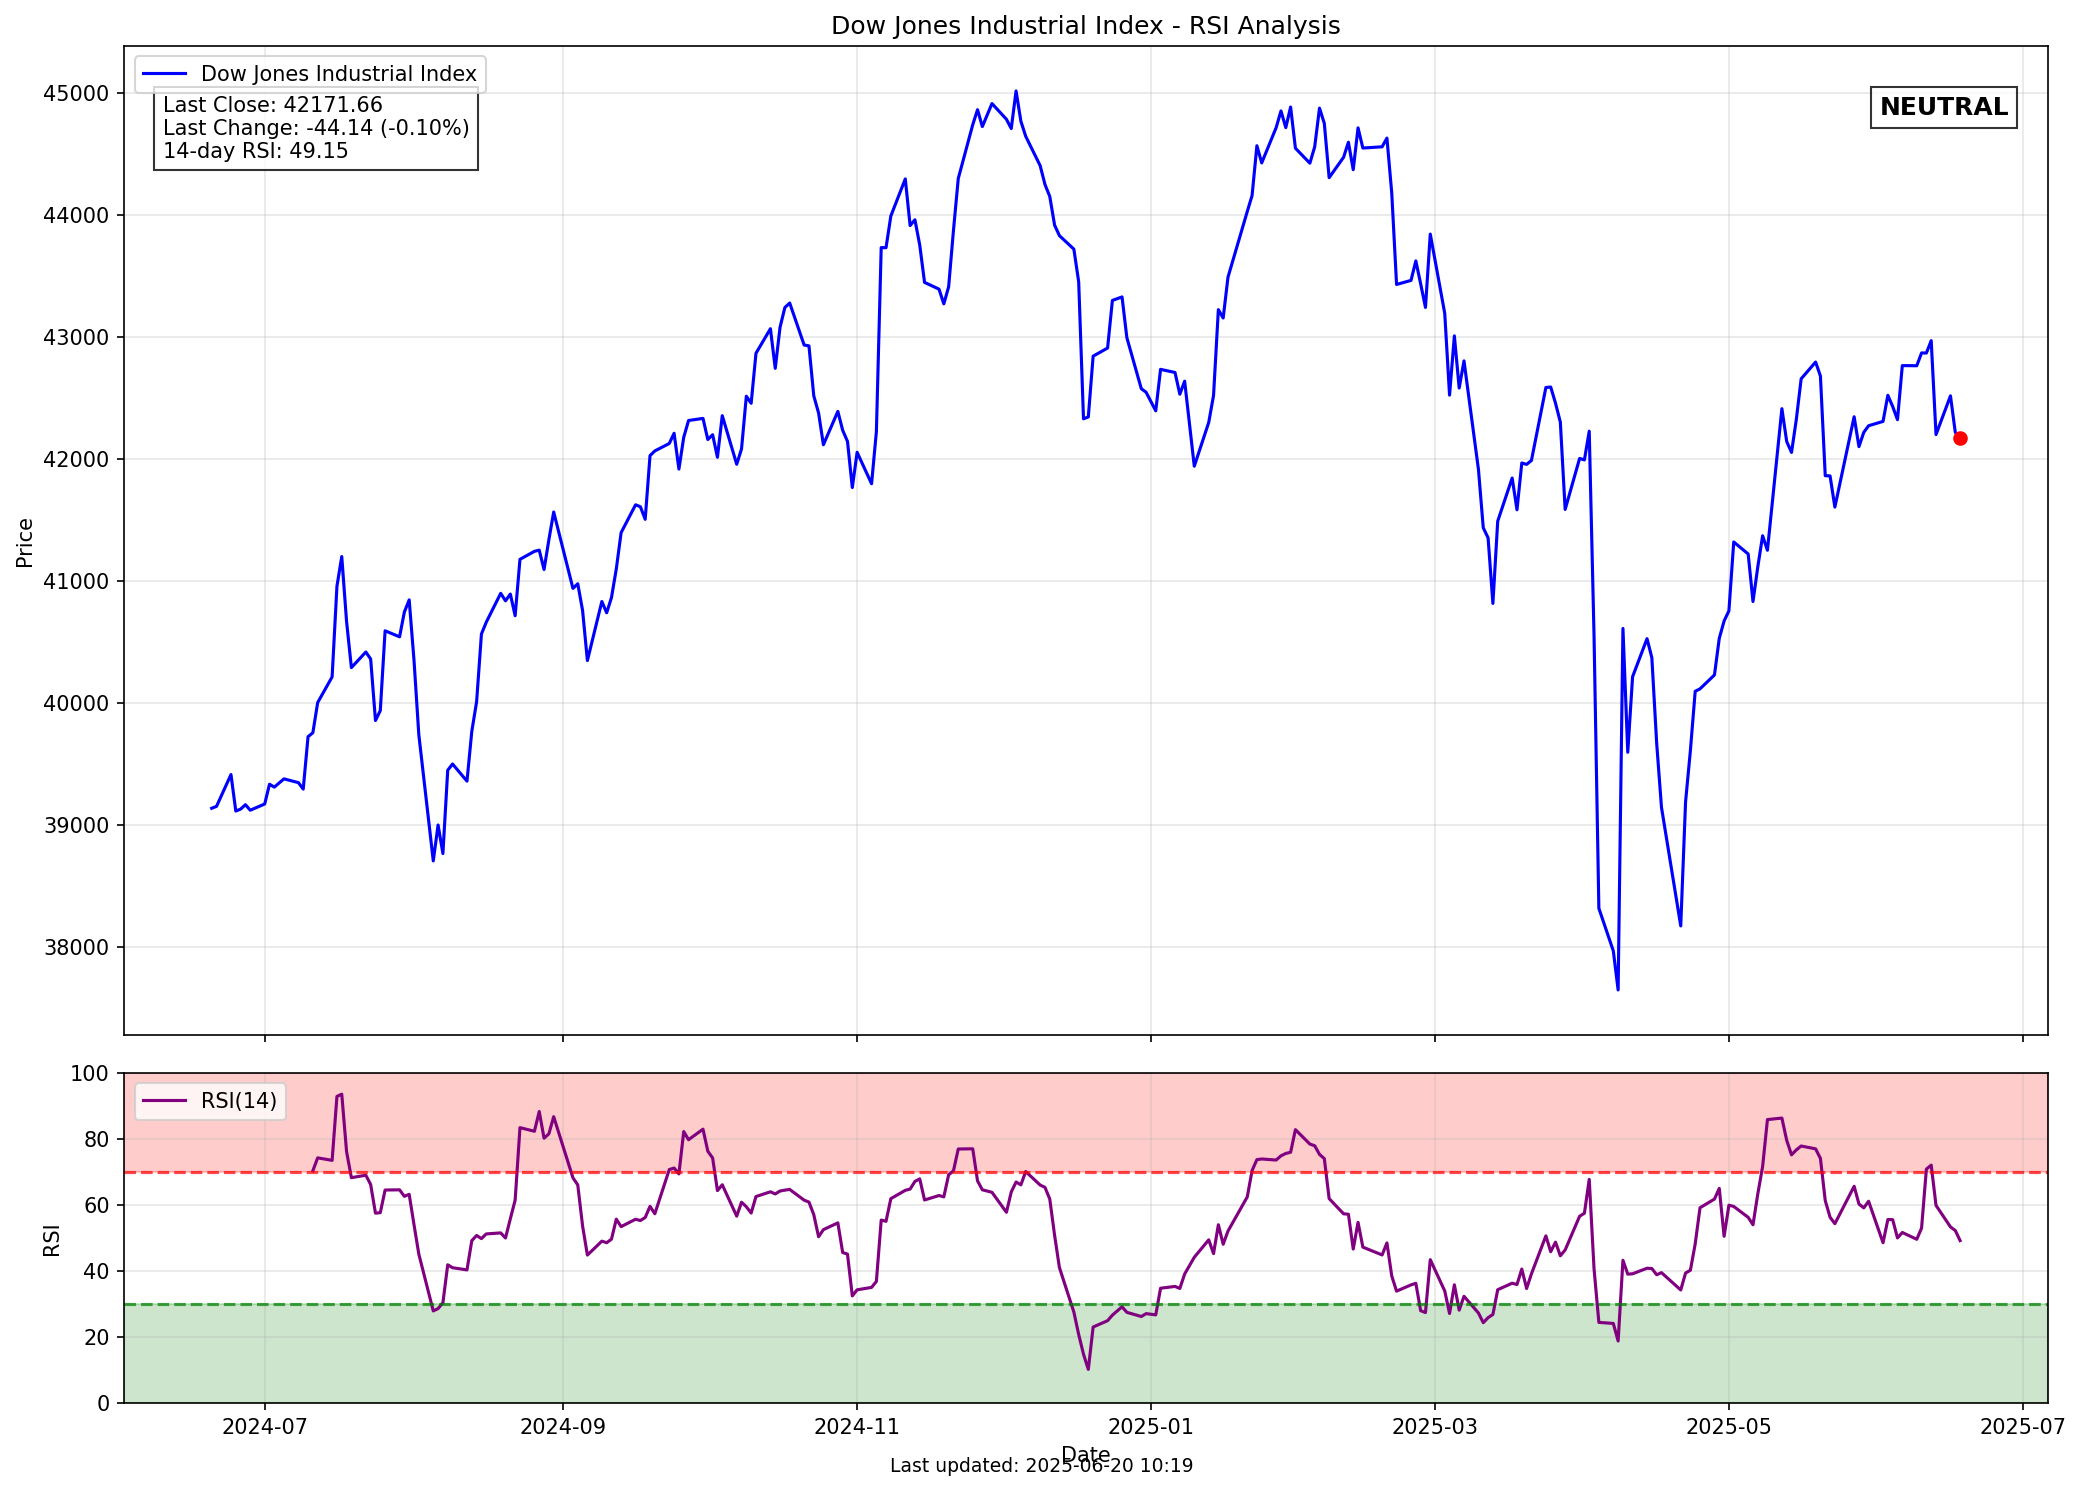 Dow Jones Industrial Index - RSI Analysis
Dow Jones Industrial Index
Last Close: 42171.66
Last Change: -44.14 (-0.10%)
14-day RSI: 49.15
NEUTRAL
45000
44000
43000
42000
41000
40000
39000
38000
Price
RSI(14)
100
80
60
40
20
0
RSI
2024-07
2024-09
2024-11
2025-01
2025-03
2025-05
2025-07
Date
Last updated: 2025-06-20 10:19